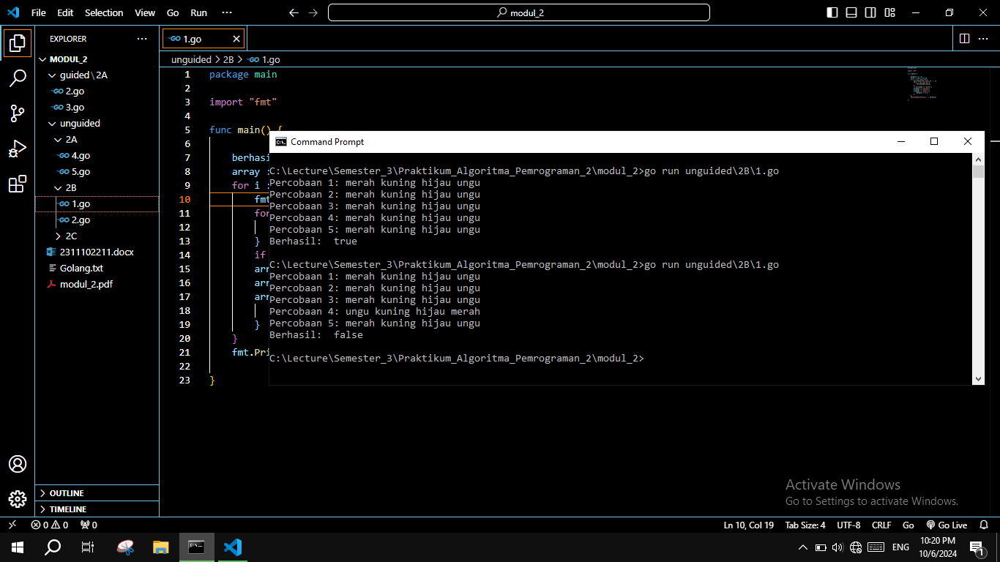 File Edit Selection View Go Run ··· modul_2
EXPLORER ···
MODUL_2
guided\2A
GO 2.go
GO 3.go
unguided
2A
GO 4.go
GO 5.go
2B
GO 1.go
GO 2.go
2C
2311102211.docx
Golang.txt
modul_2.pdf
OUTLINE
TIMELINE
GO 1.go
unguided > 2B > GO 1.go
1 package main
2
3 import "fmt"
4
5 func main() {
6
7 berhasi
8 array :
9 for i :
10 fmt
11 for
12
13 }
14 if
15 arr
16 arr
17 arr
18
19 }
20 }
21 fmt.Pri
22
23 }
Command Prompt
C:\Lecture\Semester_3\Praktikum_Algoritma_Pemrograman_2\modul_2>go run unguided\2B\1.go
Percobaan 1: merah kuning hijau ungu
Percobaan 2: merah kuning hijau ungu
Percobaan 3: merah kuning hijau ungu
Percobaan 4: merah kuning hijau ungu
Percobaan 5: merah kuning hijau ungu
Berhasil:  true
C:\Lecture\Semester_3\Praktikum_Algoritma_Pemrograman_2\modul_2>go run unguided\2B\1.go
Percobaan 1: merah kuning hijau ungu
Percobaan 2: merah kuning hijau ungu
Percobaan 3: merah kuning hijau ungu
Percobaan 4: ungu kuning hijau merah
Percobaan 5: merah kuning hijau ungu
Berhasil:  false
C:\Lecture\Semester_3\Praktikum_Algoritma_Pemrograman_2\modul_2>
Activate Windows
Go to Settings to activate Windows.
0 0 0 Ln 10, Col 19 Tab Size: 4 UTF-8 CRLF Go Go Live
ENG
10:20 PM
10/6/2024
1